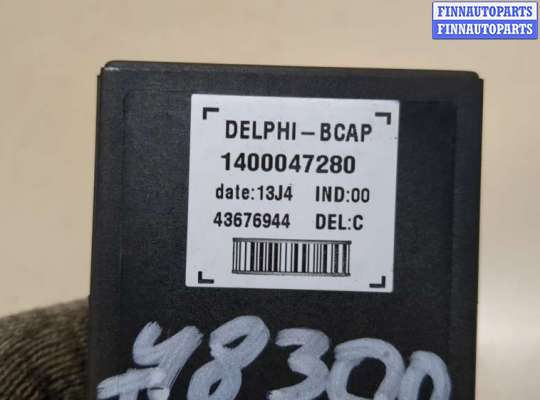 FINNAUTOPARTS
FINNAUTOPARTS
DELPHI-BCAP
1400047280
date:13J4 IND:00
43676944 DEL:C